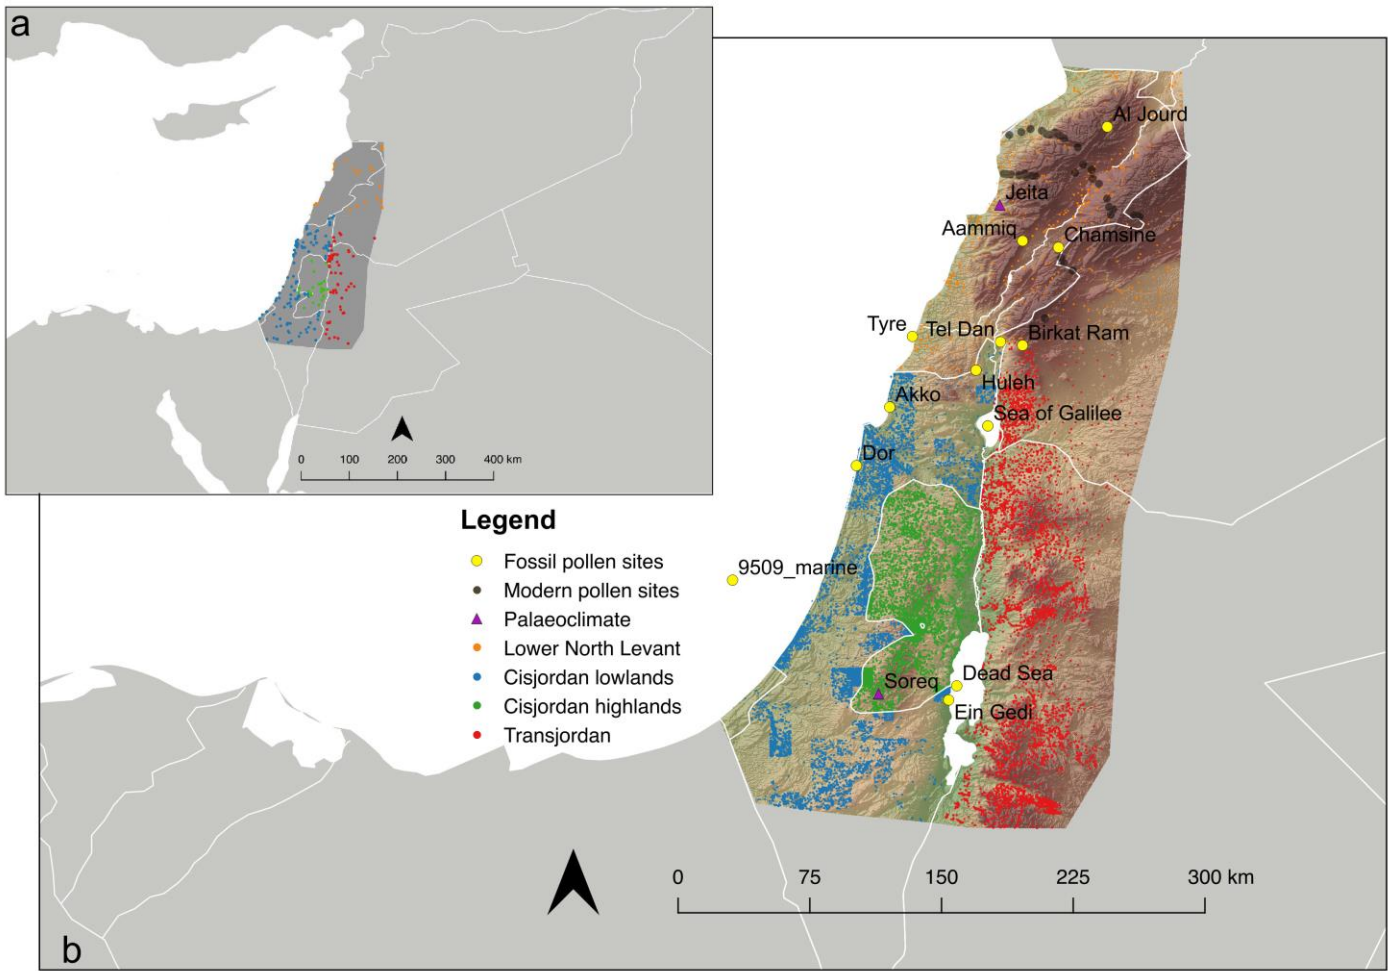 a
0 100 200 300 400 km
Al Jourd
Jeita
Aammiq
Chamsine
Tyre
Tel Dan
Birkat Ram
Huleh
Akko
Sea of Galilee
Dor
9509_marine
Soreq
Dead Sea
Ein Gedi
Legend
Fossil pollen sites
Modern pollen sites
Palaeoclimate
Lower North Levant
Cisjordan lowlands
Cisjordan highlands
Transjordan
0 75 150 225 300 km
b